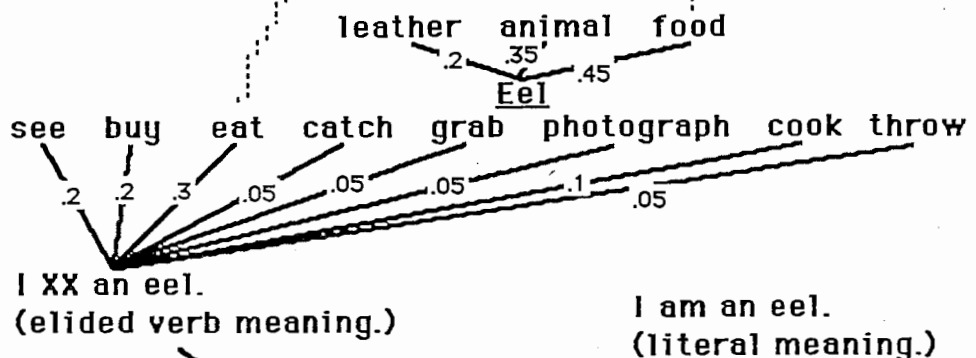 leather animal food
.2 .35 .45
Eel
see buy eat catch grab photograph cook throw
.2 .2 .3 .05 .05 .05 .1 .05
I XX an eel.
(elided verb meaning.)
I am an eel.
(literal meaning.)